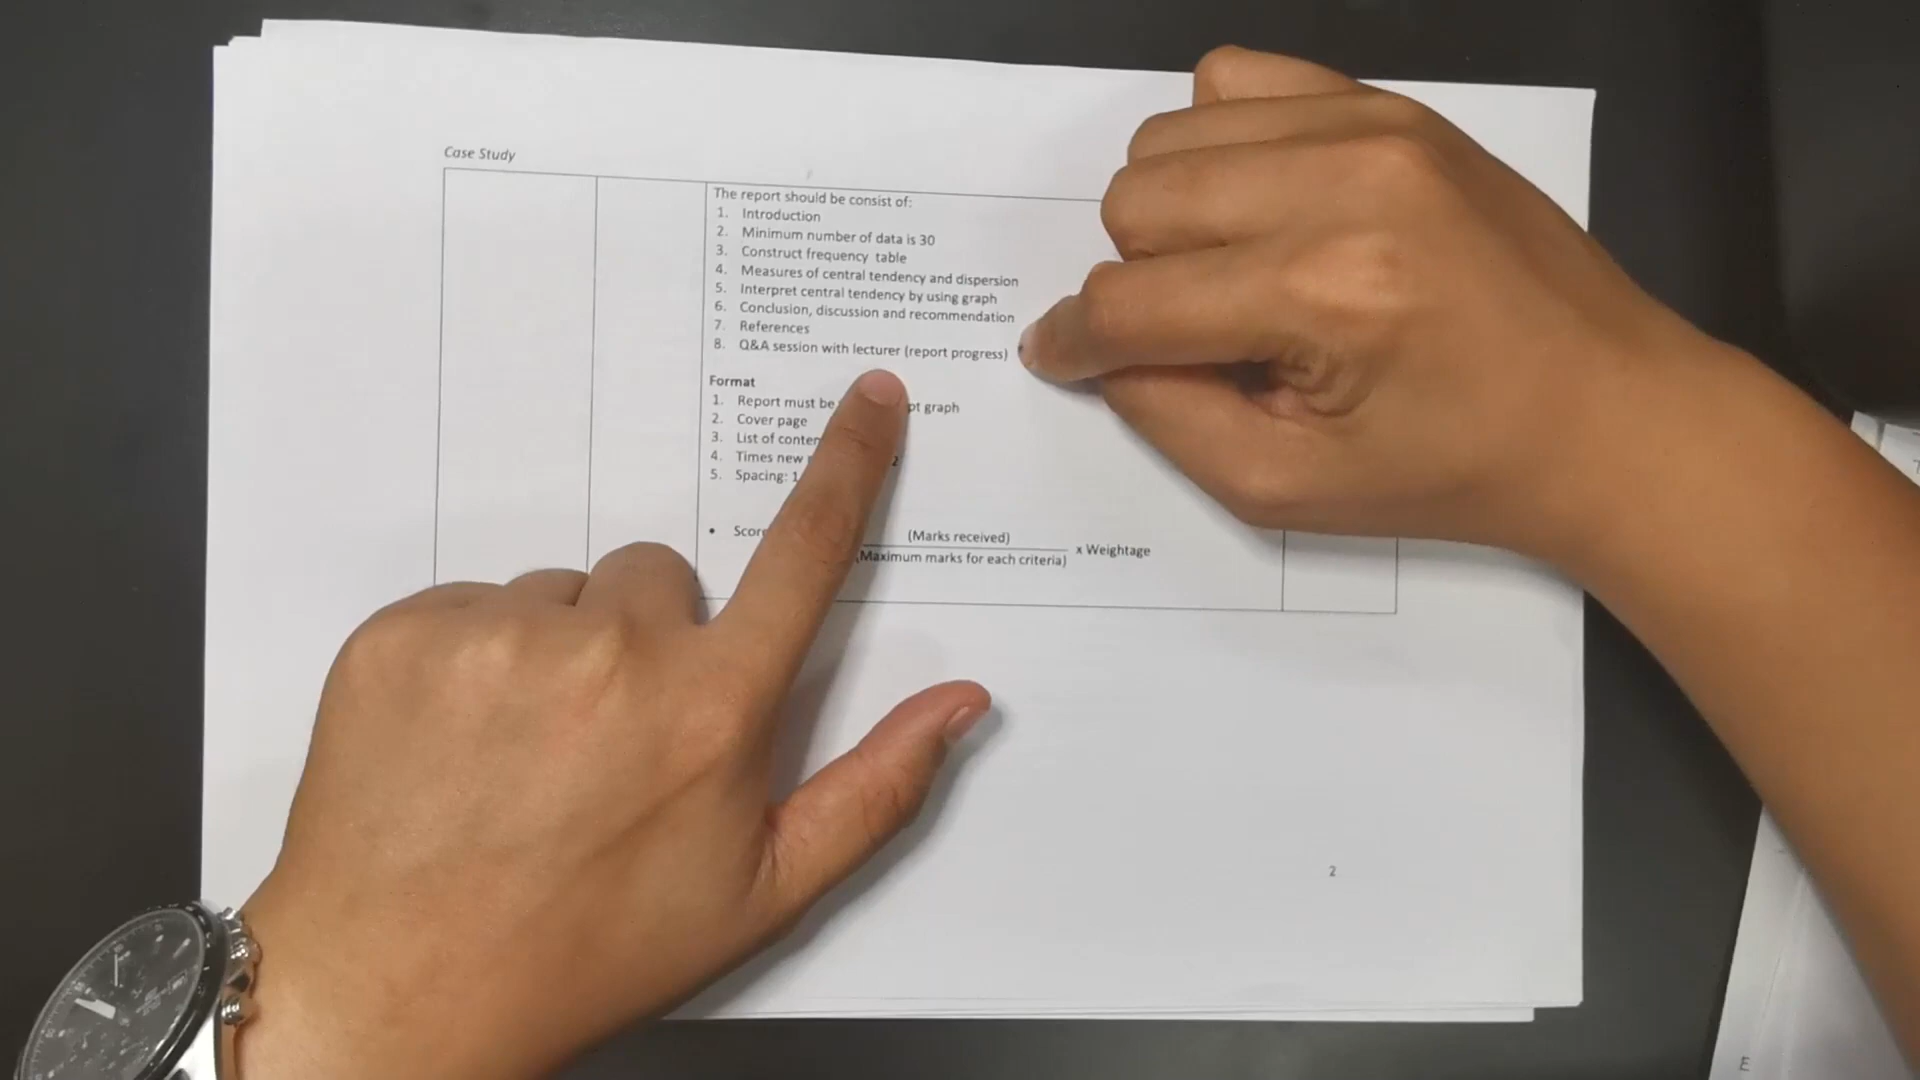 Case Study
The report should be consist of:
1. Introduction
2. Minimum number of data is 30
3. Construct frequency table
4. Measures of central tendency and dispersion
5. Interpret central tendency by using graph
6. Conclusion, discussion and recommendation
7. References
8. Q&A session with lecturer (report progress)
Format
1. Report must be pt graph
2. Cover page
3. List of conten
4. Times new 2
5. Spacing: 1
• Score (Marks received)
(Maximum marks for each criteria) x Weightage
2
E